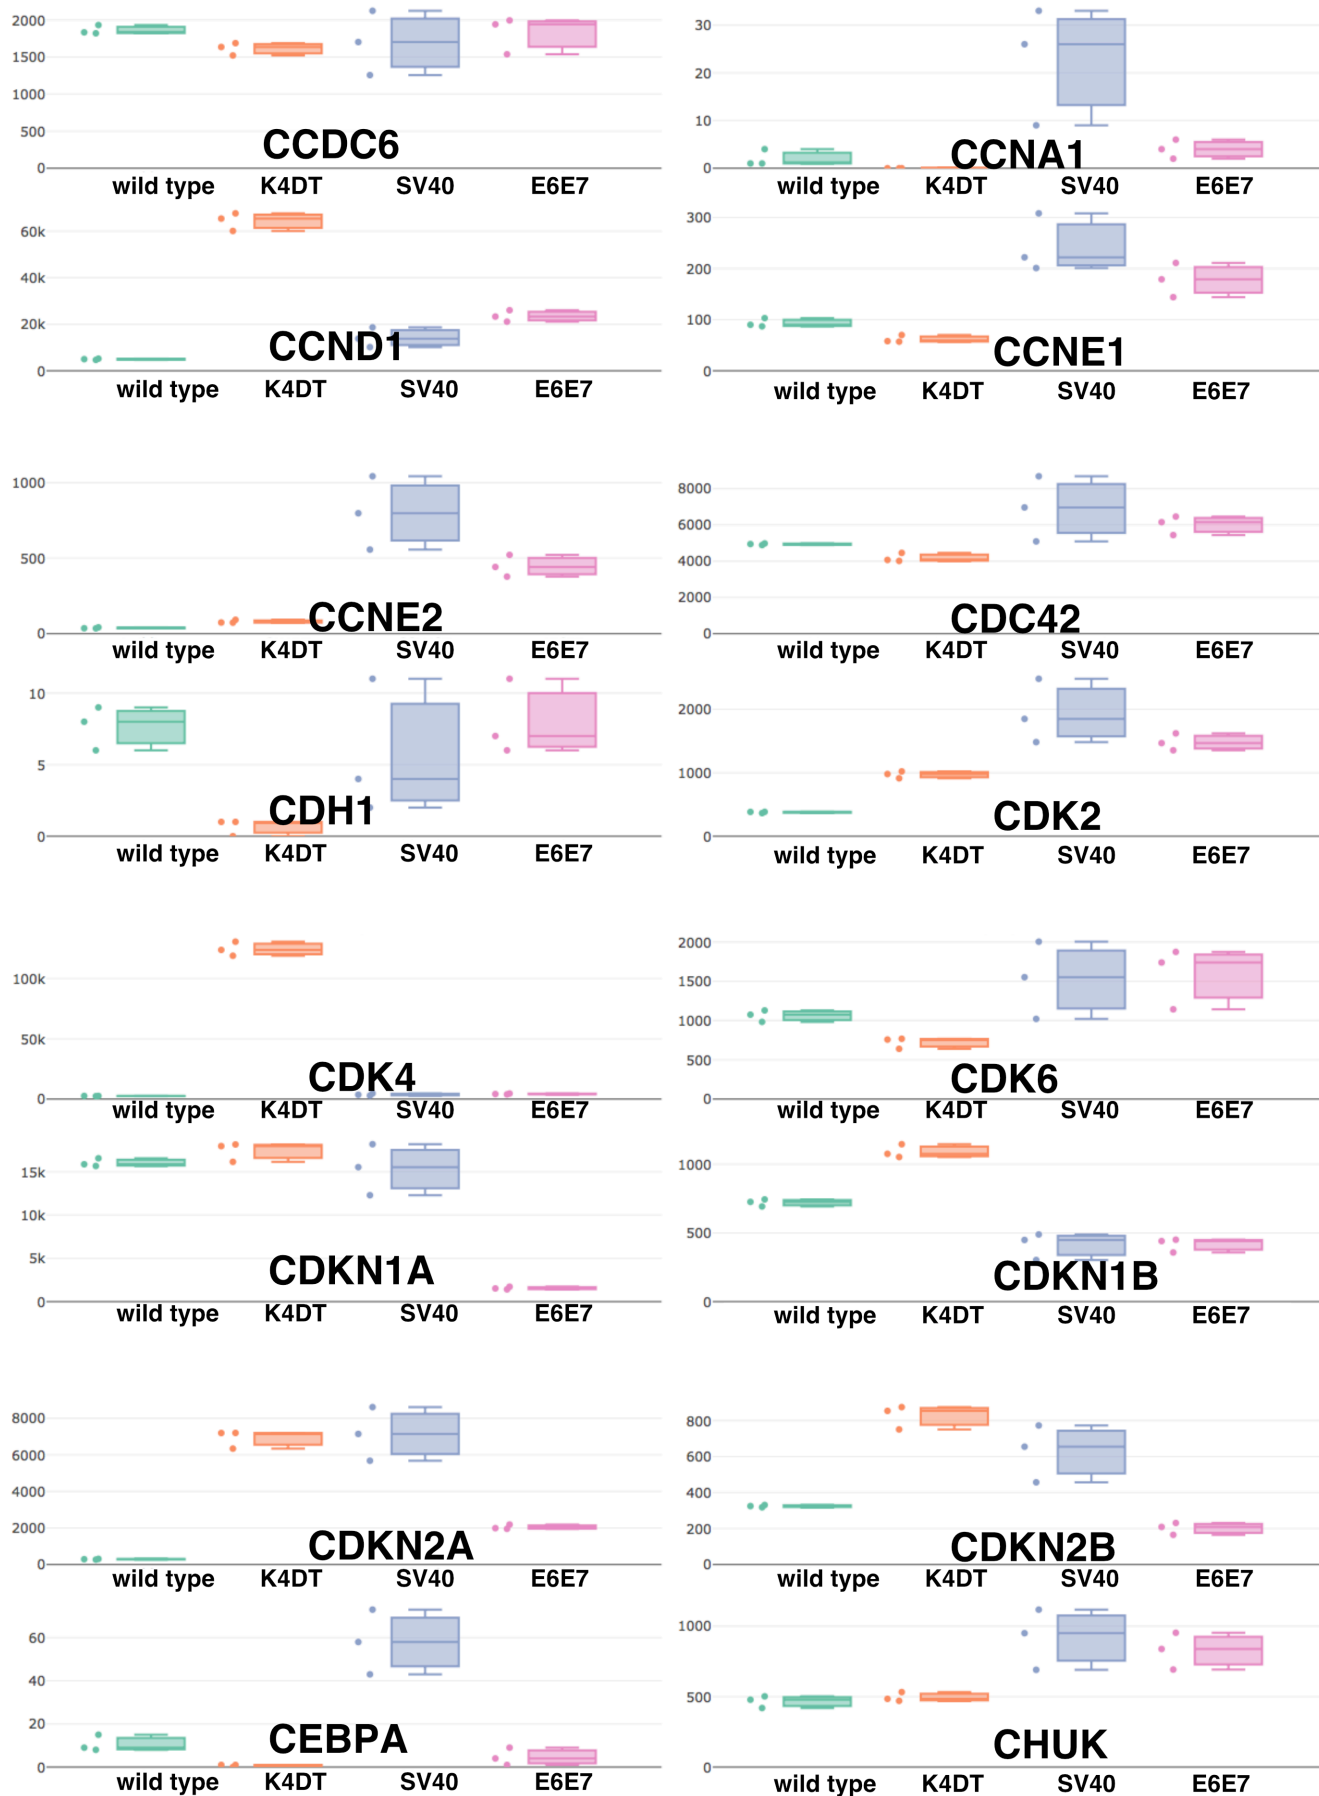 2000
1500
1000
500
0
CCDC6
wild type K4DT SV40 E6E7
30
20
10
0
CCNA1
wild type K4DT SV40 E6E7
60k
40k
20k
0
CCND1
wild type K4DT SV40 E6E7
300
200
100
0
CCNE1
wild type K4DT SV40 E6E7
1000
500
0
CCNE2
wild type K4DT SV40 E6E7
8000
6000
4000
2000
0
CDC42
wild type K4DT SV40 E6E7
10
5
0
CDH1
wild type K4DT SV40 E6E7
2000
1000
0
CDK2
wild type K4DT SV40 E6E7
100k
50k
0
CDK4
wild type K4DT SV40 E6E7
2000
1500
1000
500
0
CDK6
wild type K4DT SV40 E6E7
15k
10k
5k
0
CDKN1A
wild type K4DT SV40 E6E7
1000
500
0
CDKN1B
wild type K4DT SV40 E6E7
8000
6000
4000
2000
0
CDKN2A
wild type K4DT SV40 E6E7
800
600
400
200
0
CDKN2B
wild type K4DT SV40 E6E7
60
40
20
0
CEBPA
wild type K4DT SV40 E6E7
1000
500
0
CHUK
wild type K4DT SV40 E6E7